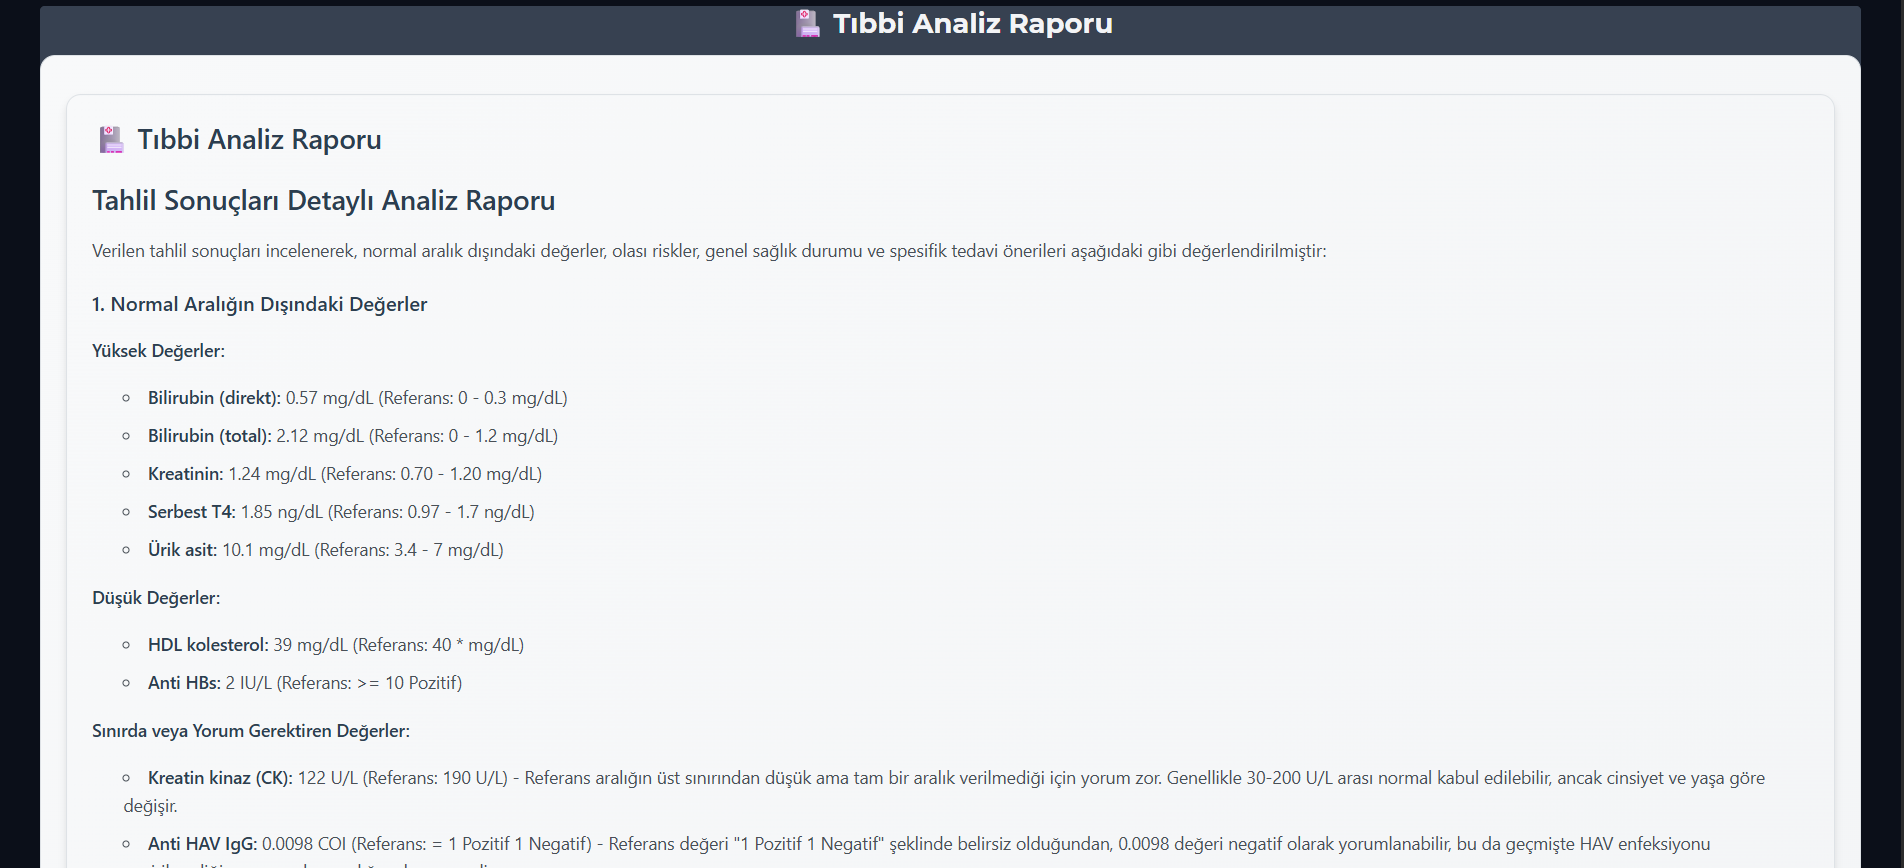 Tıbbi Analiz Raporu
Tıbbi Analiz Raporu
Tahlil Sonuçları Detaylı Analiz Raporu
Verilen tahlil sonuçları incelenerek, normal aralık dışındaki değerler, olası riskler, genel sağlık durumu ve spesifik tedavi önerileri aşağıdaki gibi değerlendirilmiştir:
1. Normal Aralığın Dışındaki Değerler
Yüksek Değerler:
Bilirubin (direkt): 0.57 mg/dL (Referans: 0 - 0.3 mg/dL)
Bilirubin (total): 2.12 mg/dL (Referans: 0 - 1.2 mg/dL)
Kreatinin: 1.24 mg/dL (Referans: 0.70 - 1.20 mg/dL)
Serbest T4: 1.85 ng/dL (Referans: 0.97 - 1.7 ng/dL)
Ürik asit: 10.1 mg/dL (Referans: 3.4 - 7 mg/dL)
Düşük Değerler:
HDL kolesterol: 39 mg/dL (Referans: 40 * mg/dL)
Anti HBs: 2 IU/L (Referans: >= 10 Pozitif)
Sınırda veya Yorum Gerektiren Değerler:
Kreatin kinaz (CK): 122 U/L (Referans: 190 U/L) - Referans aralığın üst sınırından düşük ama tam bir aralık verilmediği için yorum zor. Genellikle 30-200 U/L arası normal kabul edilebilir, ancak cinsiyet ve yaşa göre
değişir.
Anti HAV IgG: 0.0098 COI (Referans: = 1 Pozitif 1 Negatif) - Referans değeri "1 Pozitif 1 Negatif" şeklinde belirsiz olduğundan, 0.0098 değeri negatif olarak yorumlanabilir, bu da geçmişte HAV enfeksiyonu